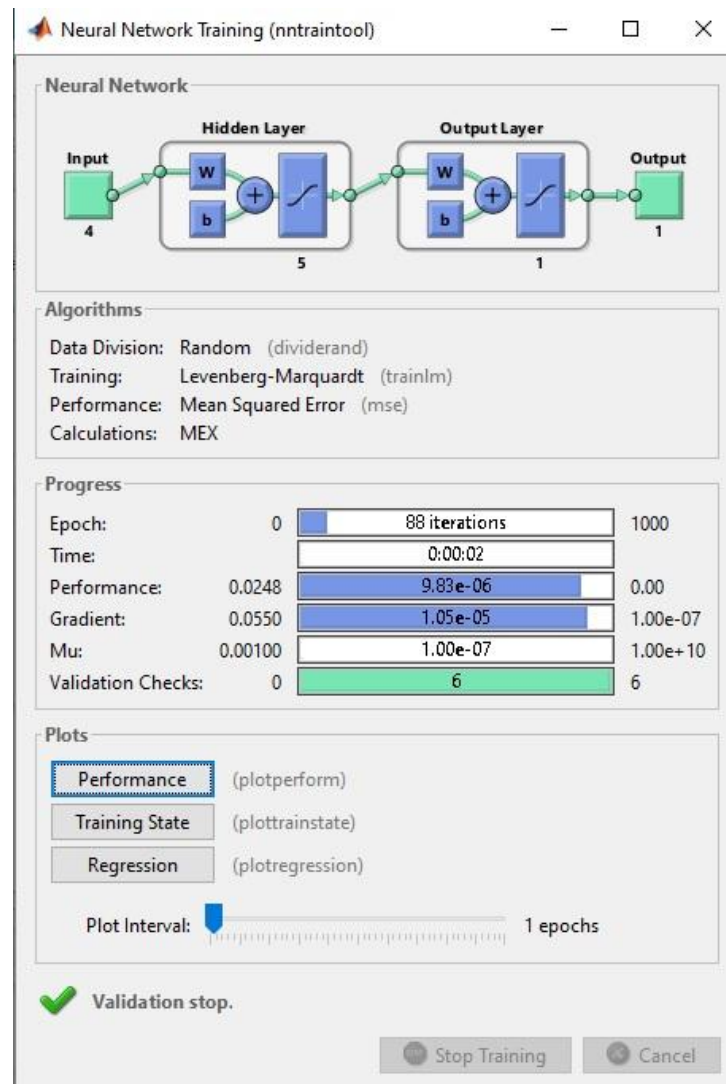 Neural Network Training (nntraintool)
Neural Network
Hidden Layer Output Layer
Input Output
W W
+ +
b b
4 1
5 1
Algorithms
Data Division: Random (dividerand)
Training: Levenberg-Marquardt (trainlm)
Performance: Mean Squared Error (mse)
Calculations: MEX
Progress
Epoch: 0 88 iterations 1000
Time: 0:00:02
Performance: 0.0248 9.83e-06 0.00
Gradient: 0.0550 1.05e-05 1.00e-07
Mu: 0.00100 1.00e-07 1.00e+10
Validation Checks: 0 6 6
Plots
Performance (plotperform)
Training State (plottrainstate)
Regression (plotregression)
Plot Interval: 1 epochs
Validation stop.
Stop Training Cancel